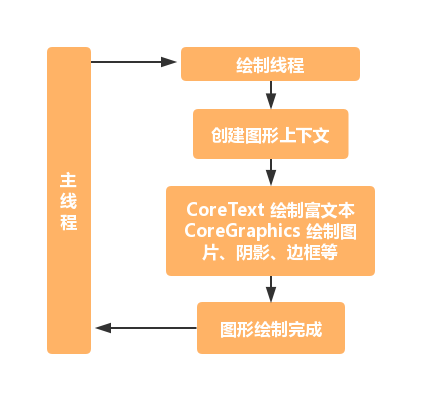 主线程
绘制线程
创建图形上下文
CoreText 绘制富文本
CoreGraphics 绘制图
片、阴影、边框等
图形绘制完成